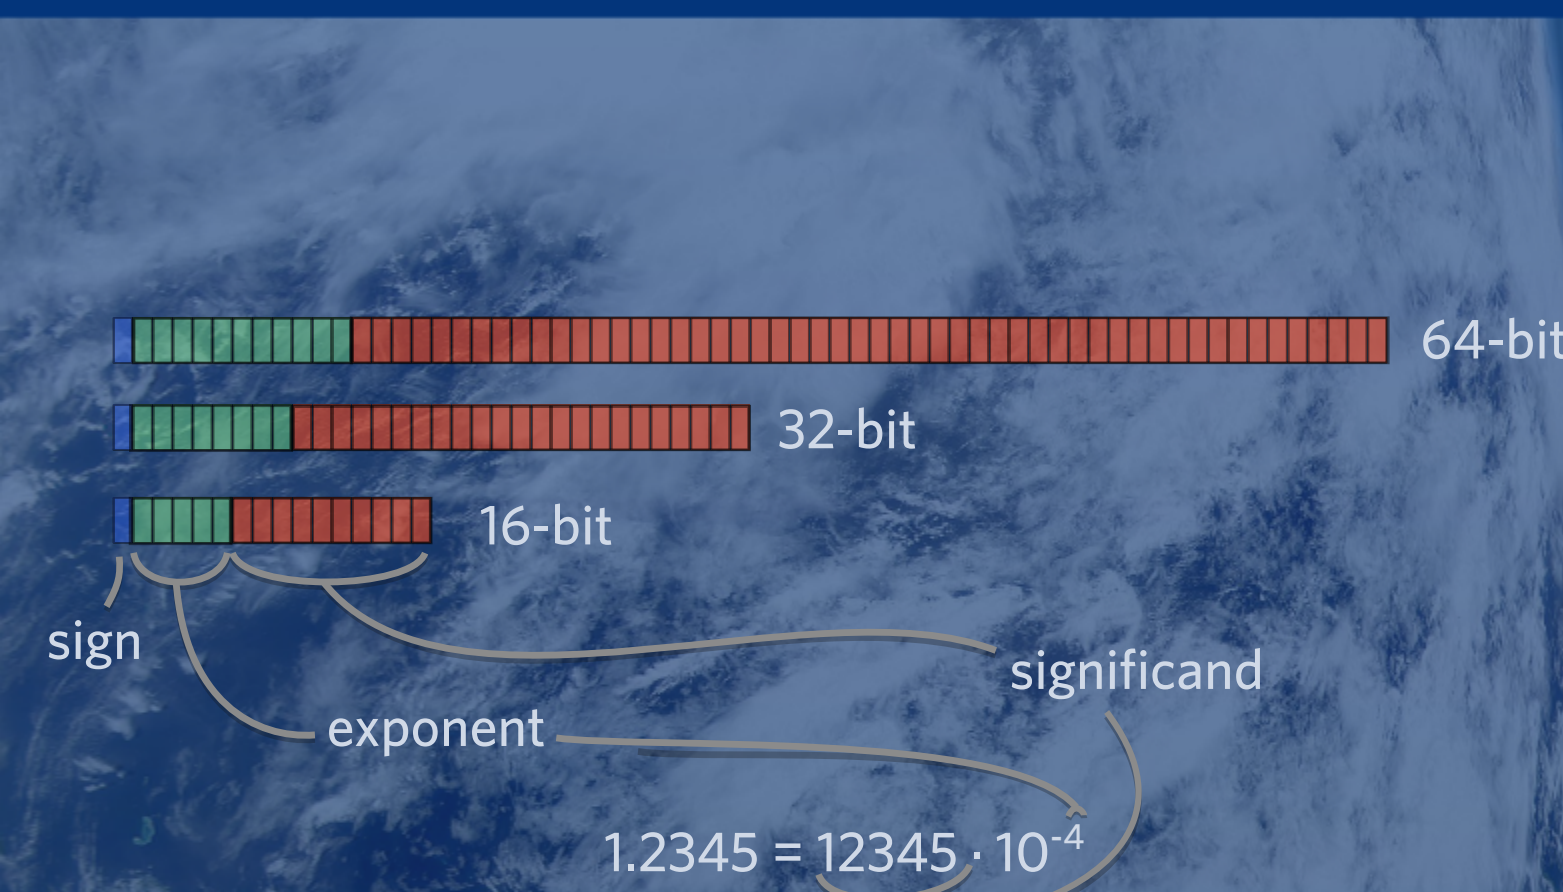 64-bit
32-bit
16-bit
sign
significand
exponent
1.2345 = 12345 · 10⁻⁴